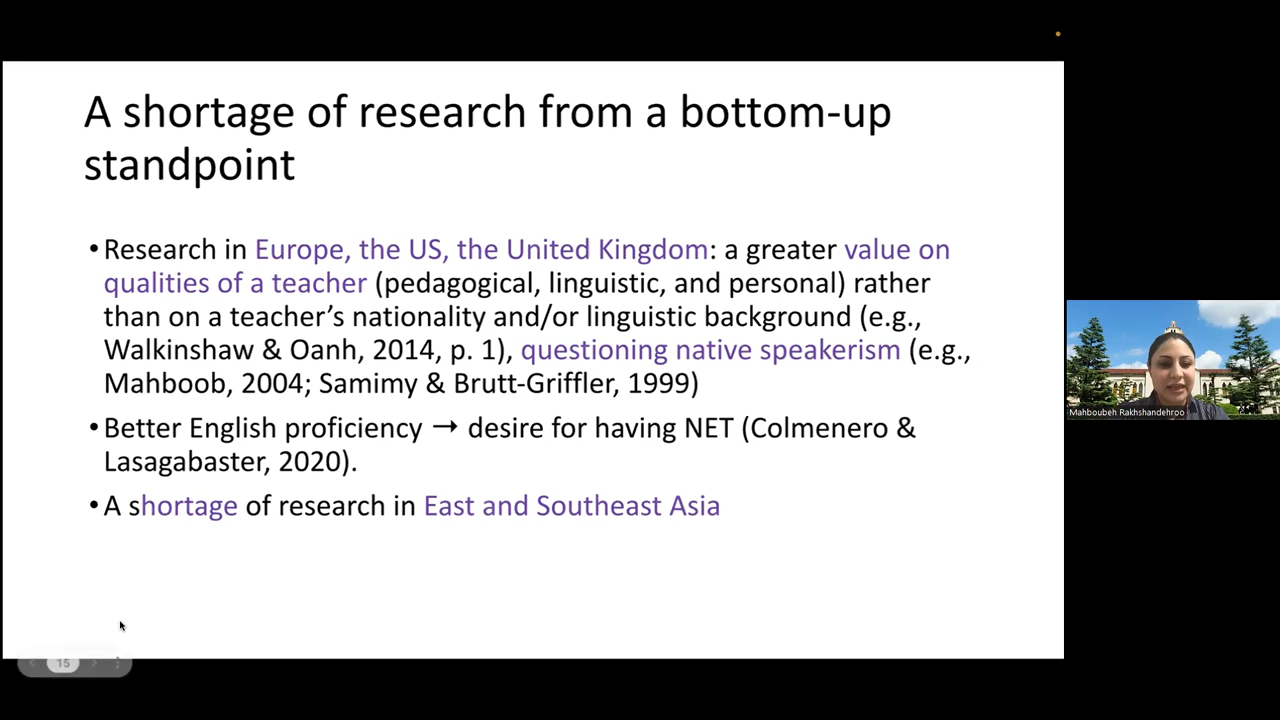 A shortage of research from a bottom-up
standpoint
•Research in Europe, the US, the United Kingdom: a greater value on
qualities of a teacher (pedagogical, linguistic, and personal) rather
than on a teacher’s nationality and/or linguistic background (e.g.,
Walkinshaw & Oanh, 2014, p. 1), questioning native speakerism (e.g.,
Mahboob, 2004; Samimy & Brutt-Griffler, 1999)
•Better English proficiency → desire for having NET (Colmenero &
Lasagabaster, 2020).
•A shortage of research in East and Southeast Asia
Mahboubeh Rakhshandehroo
15